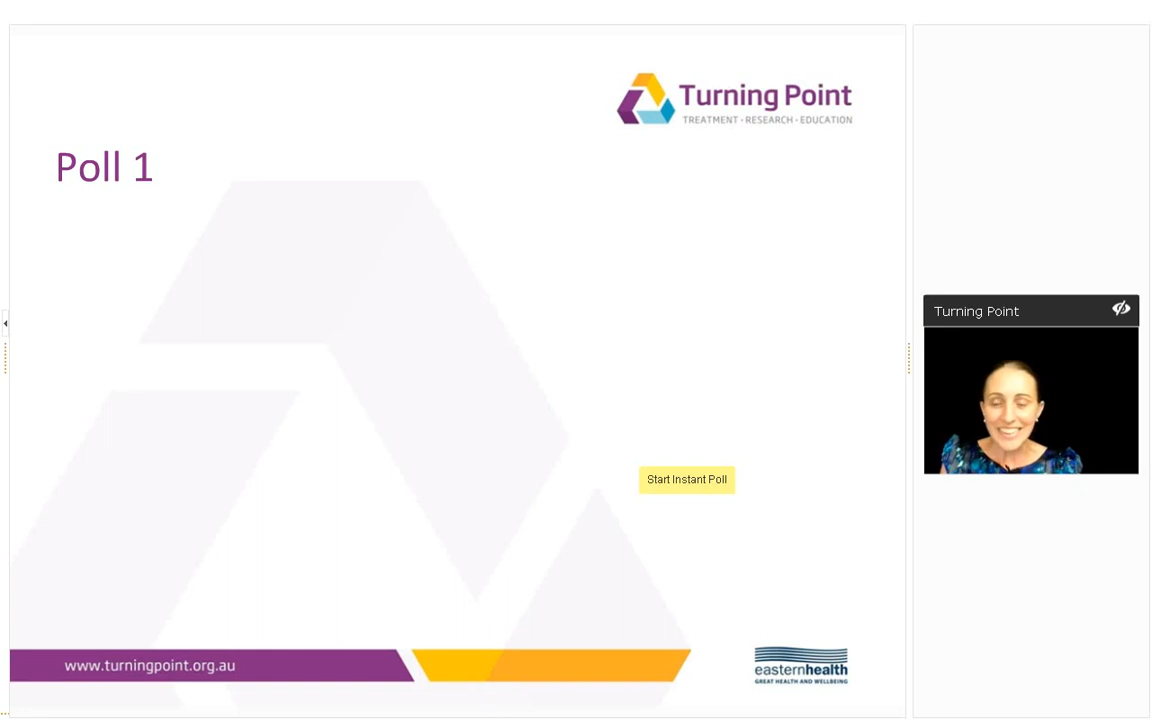 Turning Point
TREATMENT • RESEARCH • EDUCATION
Poll 1
Turning Point
Start Instant Poll
www.turningpoint.org.au
easternhealth
GREAT HEALTH AND WELLBEING